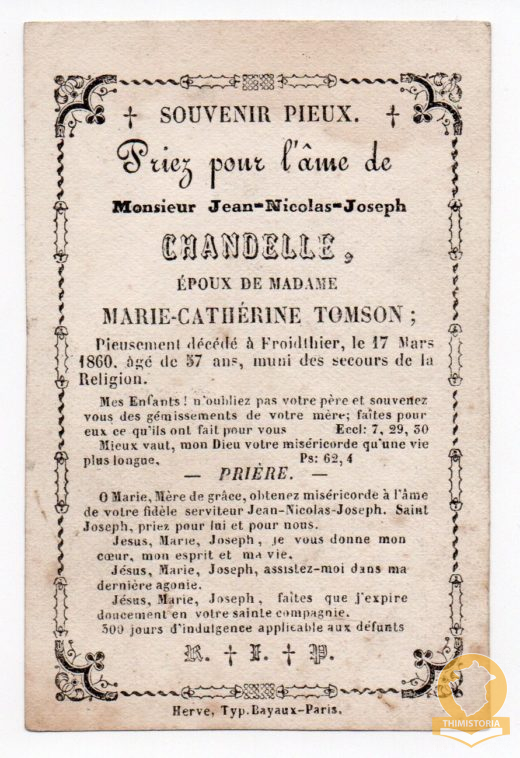 † SOUVENIR PIEUX. †
Priez pour l'âme de
Monsieur Jean-Nicolas-Joseph
CHANDELLE,
ÉPOUX DE MADAME
MARIE-CATHÉRINE TOMSON ;
Pieusement décédé à Froidthier, le 17 Mars
1860. âgé de 57 ans, muni des secours de la
Religion.
Mes Enfants ! n'oubliez pas votre père et souvenez
vous des gémissements de votre mère; faîtes pour
eux ce qu'ils ont fait pour vous Eccl: 7, 29, 30
Mieux vaut, mon Dieu votre miséricorde qu'une vie
plus longue. Ps: 62, 4
— PRIÈRE. —
O Marie, Mère de grâce, obtenez miséricorde à l'âme
de votre fidèle serviteur Jean-Nicolas-Joseph. Saint
Joseph, priez pour lui et pour nous.
Jesus, Marie, Joseph, je vous donne mon
cœur, mon esprit et ma vie.
Jésus, Marie, Joseph, assistez-moi dans ma
dernière agonie.
Jésus, Marie, Joseph, faîtes que j'expire
doucement en votre sainte compagnie.
300 jours d'indulgence applicable aux défunts
R. † I. † P.
Herve, Typ. Bayaux-Paris.
THIMISTORIA